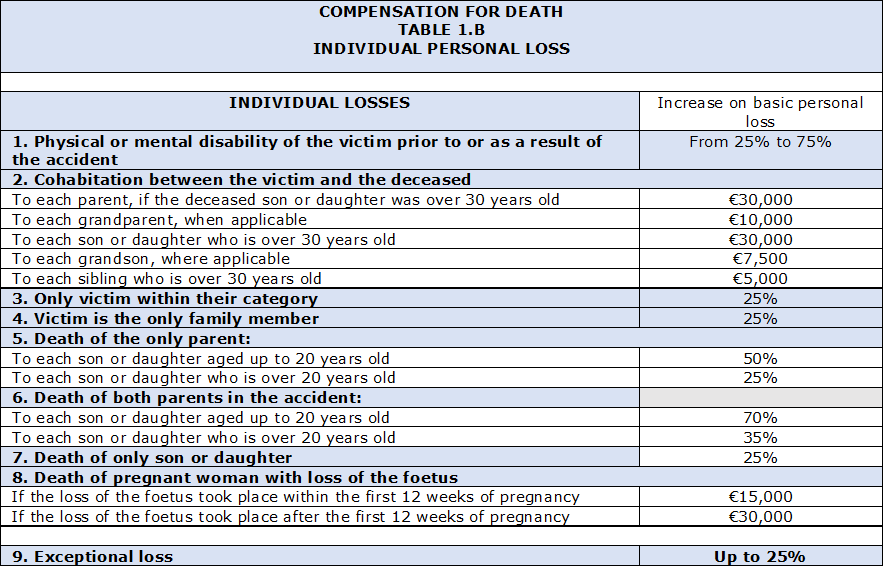 COMPENSATION FOR DEATH
TABLE 1.B
INDIVIDUAL PERSONAL LOSS
INDIVIDUAL LOSSES
Increase on basic personal
loss
1. Physical or mental disability of the victim prior to or as a result of
the accident
From 25% to 75%
2. Cohabitation between the victim and the deceased
To each parent, if the deceased son or daughter was over 30 years old
€30,000
To each grandparent, when applicable
€10,000
To each son or daughter who is over 30 years old
€30,000
To each grandson, where applicable
€7,500
To each sibling who is over 30 years old
€5,000
3. Only victim within their category
25%
4. Victim is the only family member
25%
5. Death of the only parent:
To each son or daughter aged up to 20 years old
50%
To each son or daughter who is over 20 years old
25%
6. Death of both parents in the accident:
To each son or daughter aged up to 20 years old
70%
To each son or daughter who is over 20 years old
35%
7. Death of only son or daughter
25%
8. Death of pregnant woman with loss of the foetus
If the loss of the foetus took place within the first 12 weeks of pregnancy
€15,000
If the loss of the foetus took place after the first 12 weeks of pregnancy
€30,000
9. Exceptional loss
Up to 25%